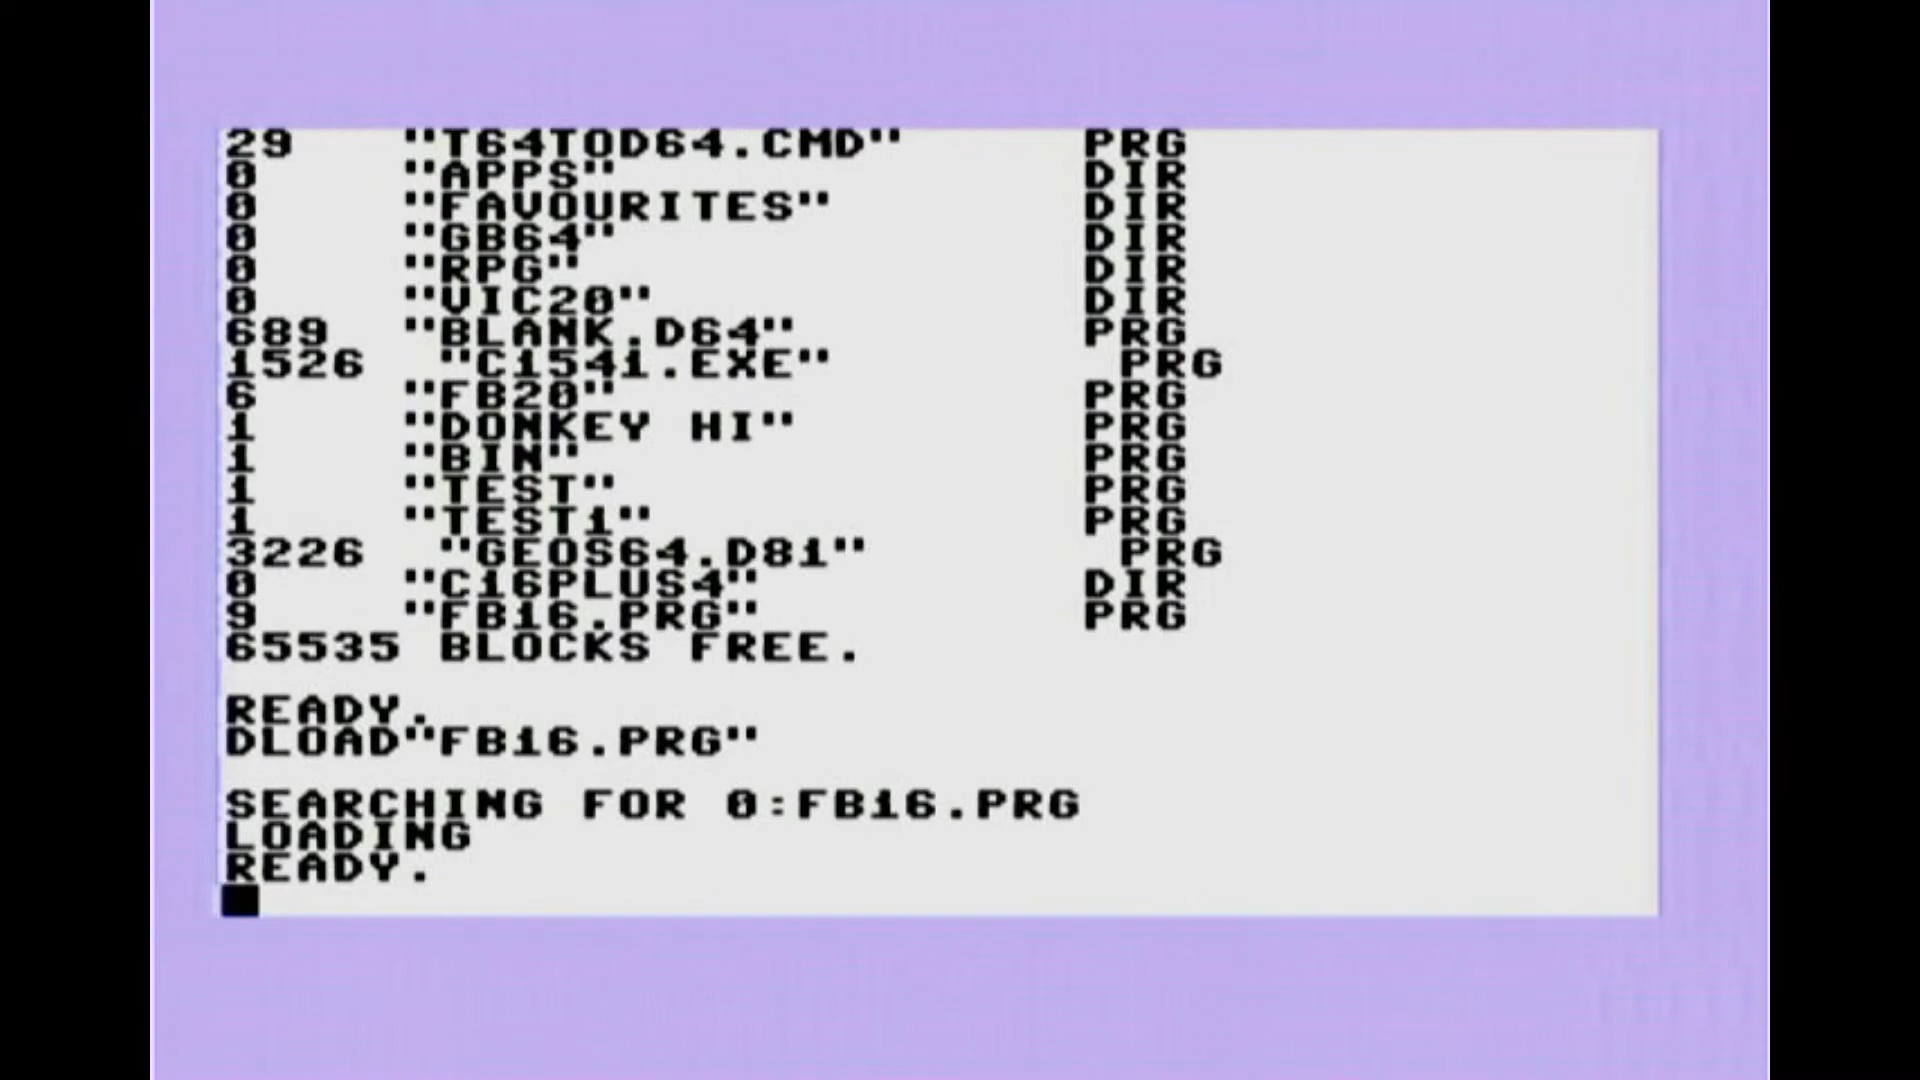 29 "T64TOD64.CMD" PRG
0 "APPS" DIR
0 "FAVOURITES" DIR
0 "GB64" DIR
0 "RPG" DIR
0 "VIC20" DIR
689 "BLANK.D64" PRG
1526 "C1541.EXE" PRG
6 "FB20" PRG
1 "DONKEY HI" PRG
1 "BIN" PRG
1 "TEST" PRG
1 "TEST1" PRG
3226 "GEOS64.D81" PRG
0 "C16PLUS4" DIR
9 "FB16.PRG" PRG
65535 BLOCKS FREE.
READY.
DLOAD"FB16.PRG"
SEARCHING FOR 0:FB16.PRG
LOADING
READY.